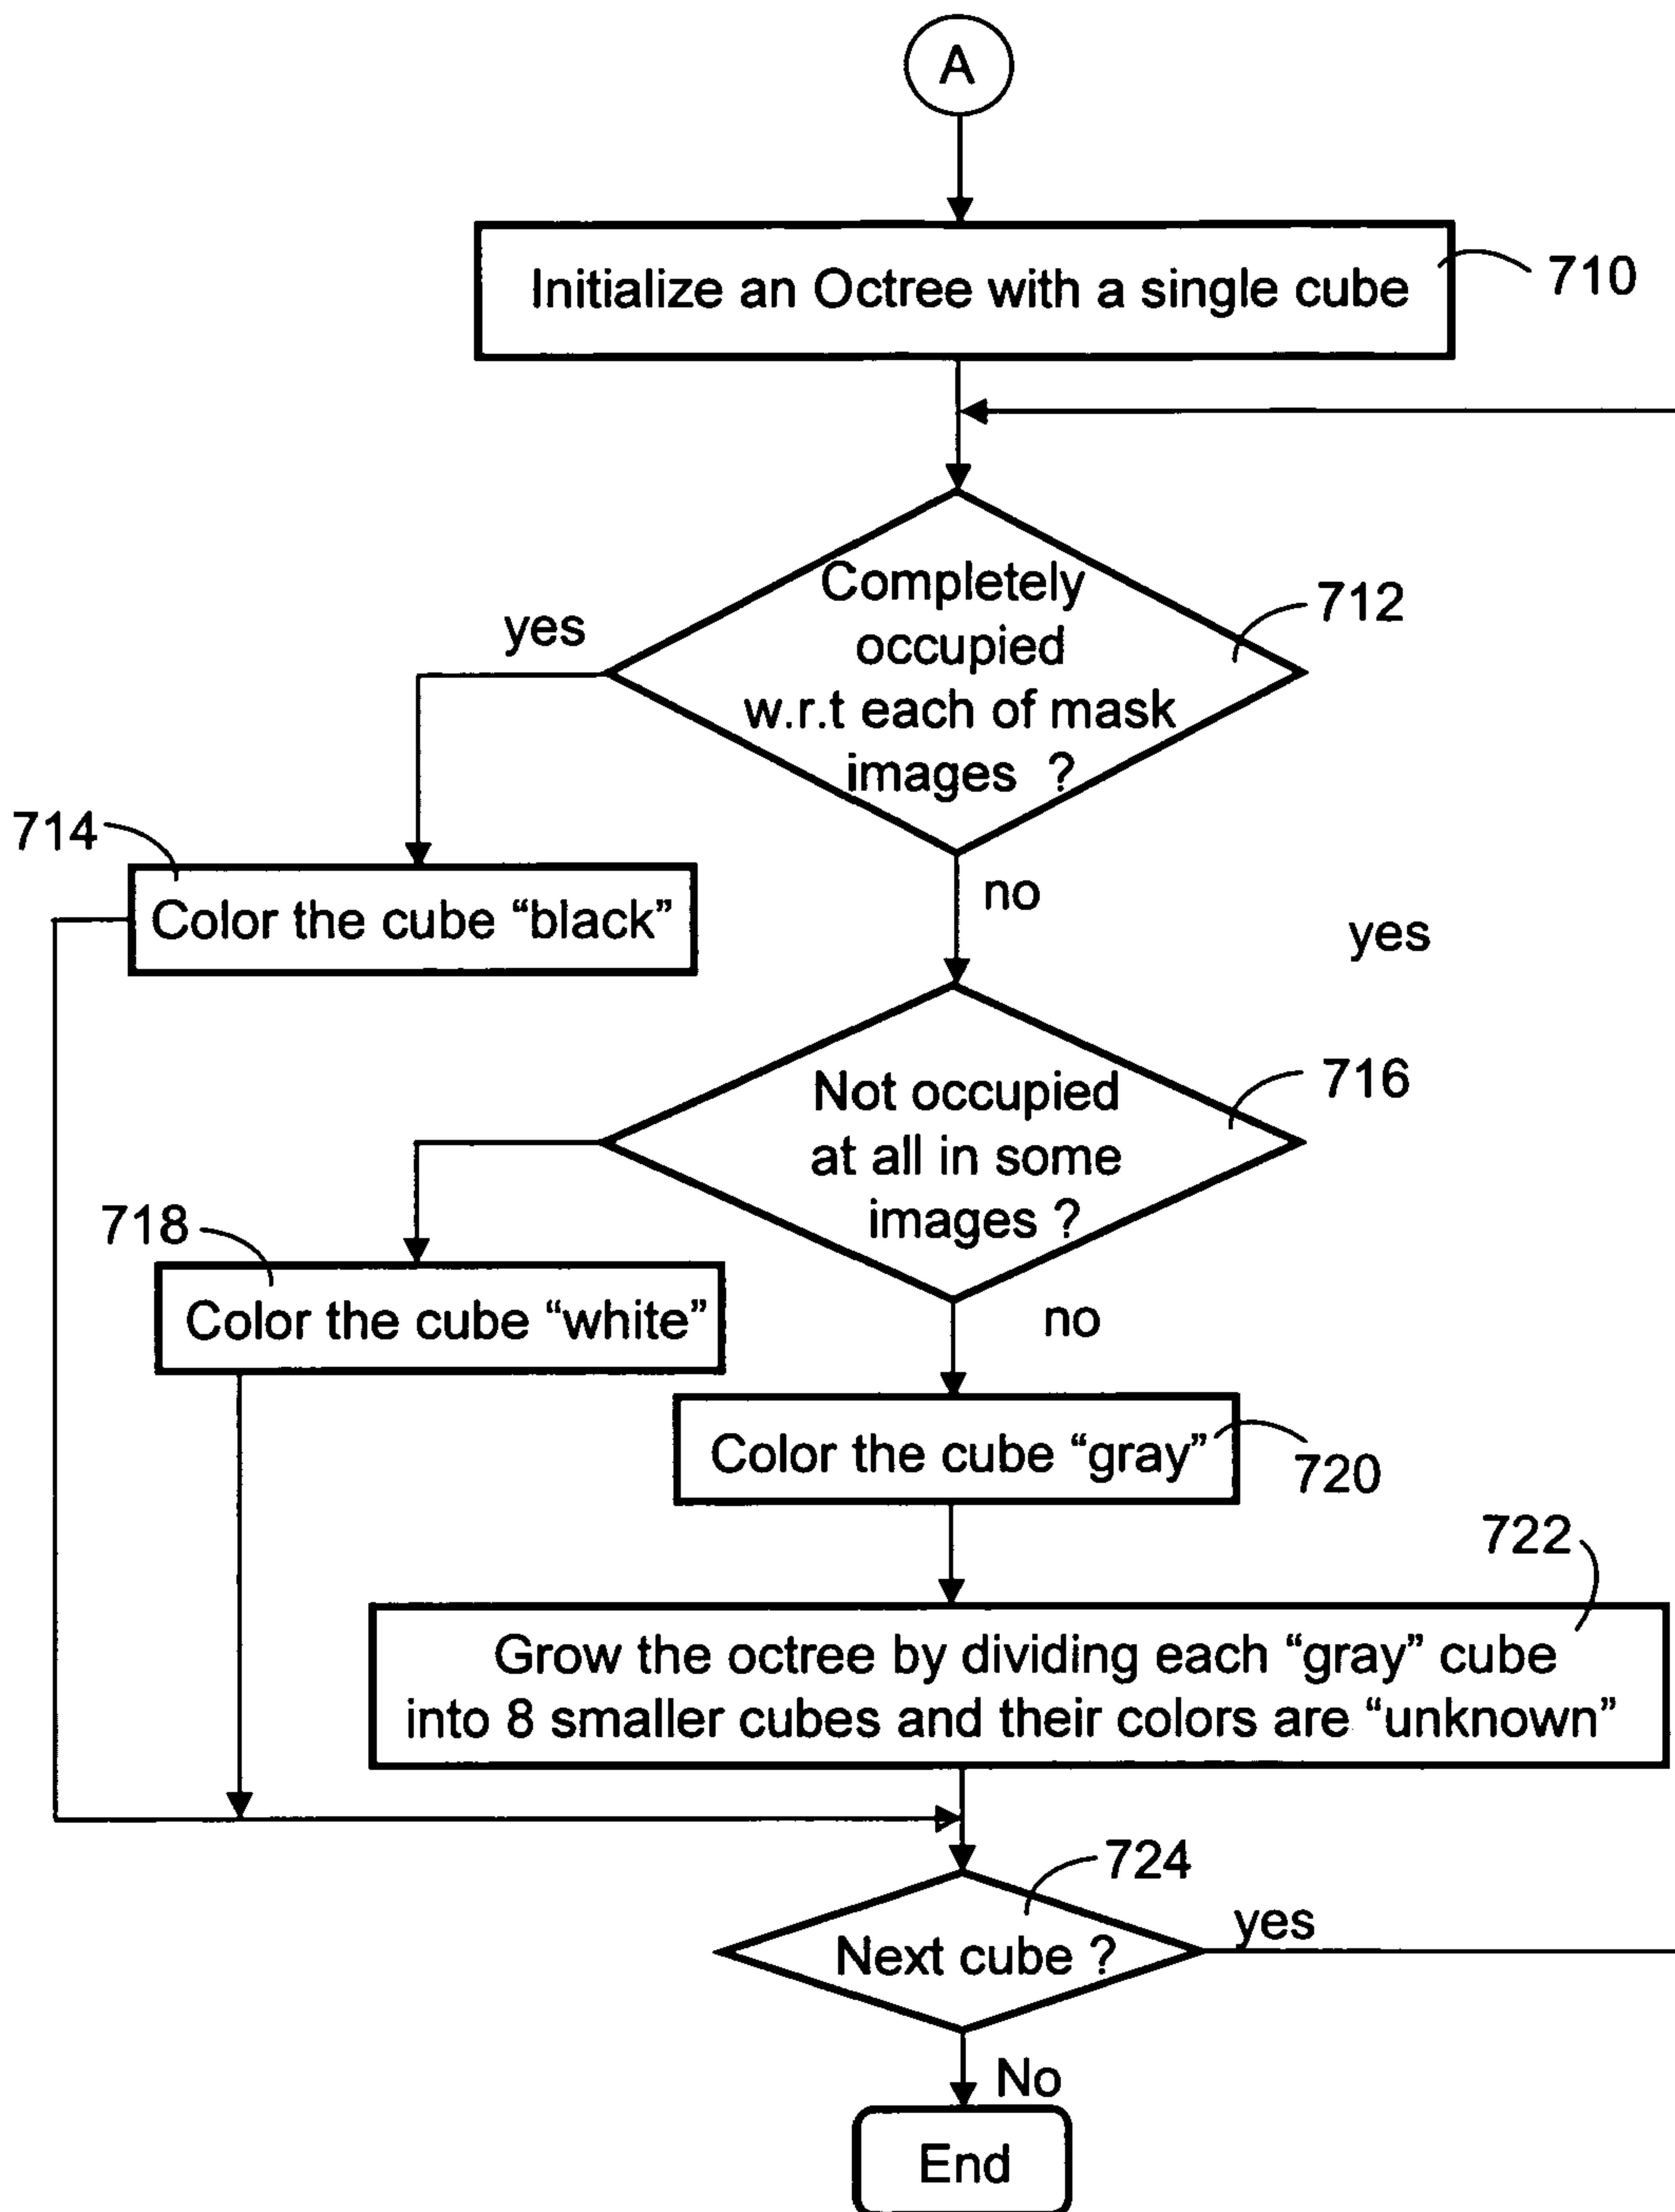 A
Initialize an Octree with a single cube
710
Completely
occupied
w.r.t each of mask
images ?
712
yes
714
Color the cube “black”
no
yes
Not occupied
at all in some
images ?
716
718
Color the cube “white”
no
Color the cube “gray”
720
722
Grow the octree by dividing each “gray” cube
into 8 smaller cubes and their colors are “unknown”
724
Next cube ?
yes
No
End